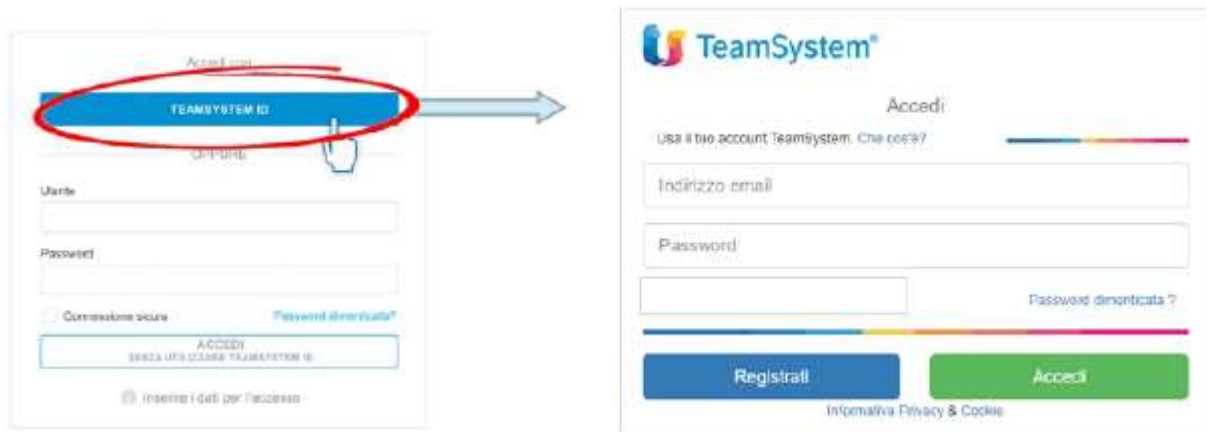 Accedi con
TEAMSYSTEM ID
OPPURE
Utente
Password
Connessione sicura
Password dimenticata?
ACCEDI
SENZA UTILIZZARE TEAMSYSTEM ID
Inserire i dati per l'accesso
TeamSystem®
Accedi
Usa il tuo account TeamSystem. Che cos'è?
Indirizzo email
Password
Password dimenticata ?
Registrati
Accedi
Informativa Privacy & Cookie